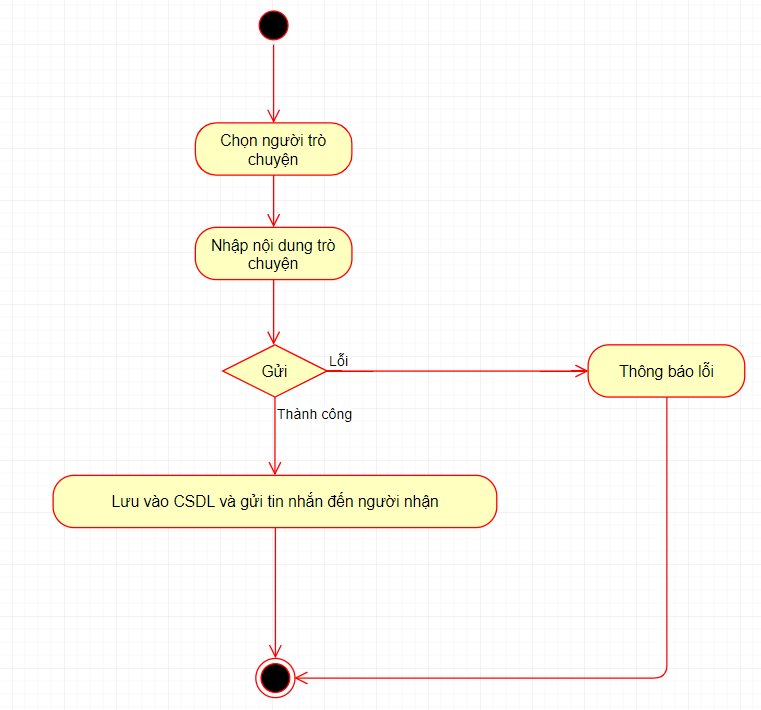 Chọn người trò
chuyện
Nhập nội dung trò
chuyện
Gửi
Lỗi
Thông báo lỗi
Thành công
Lưu vào CSDL và gửi tin nhắn đến người nhận